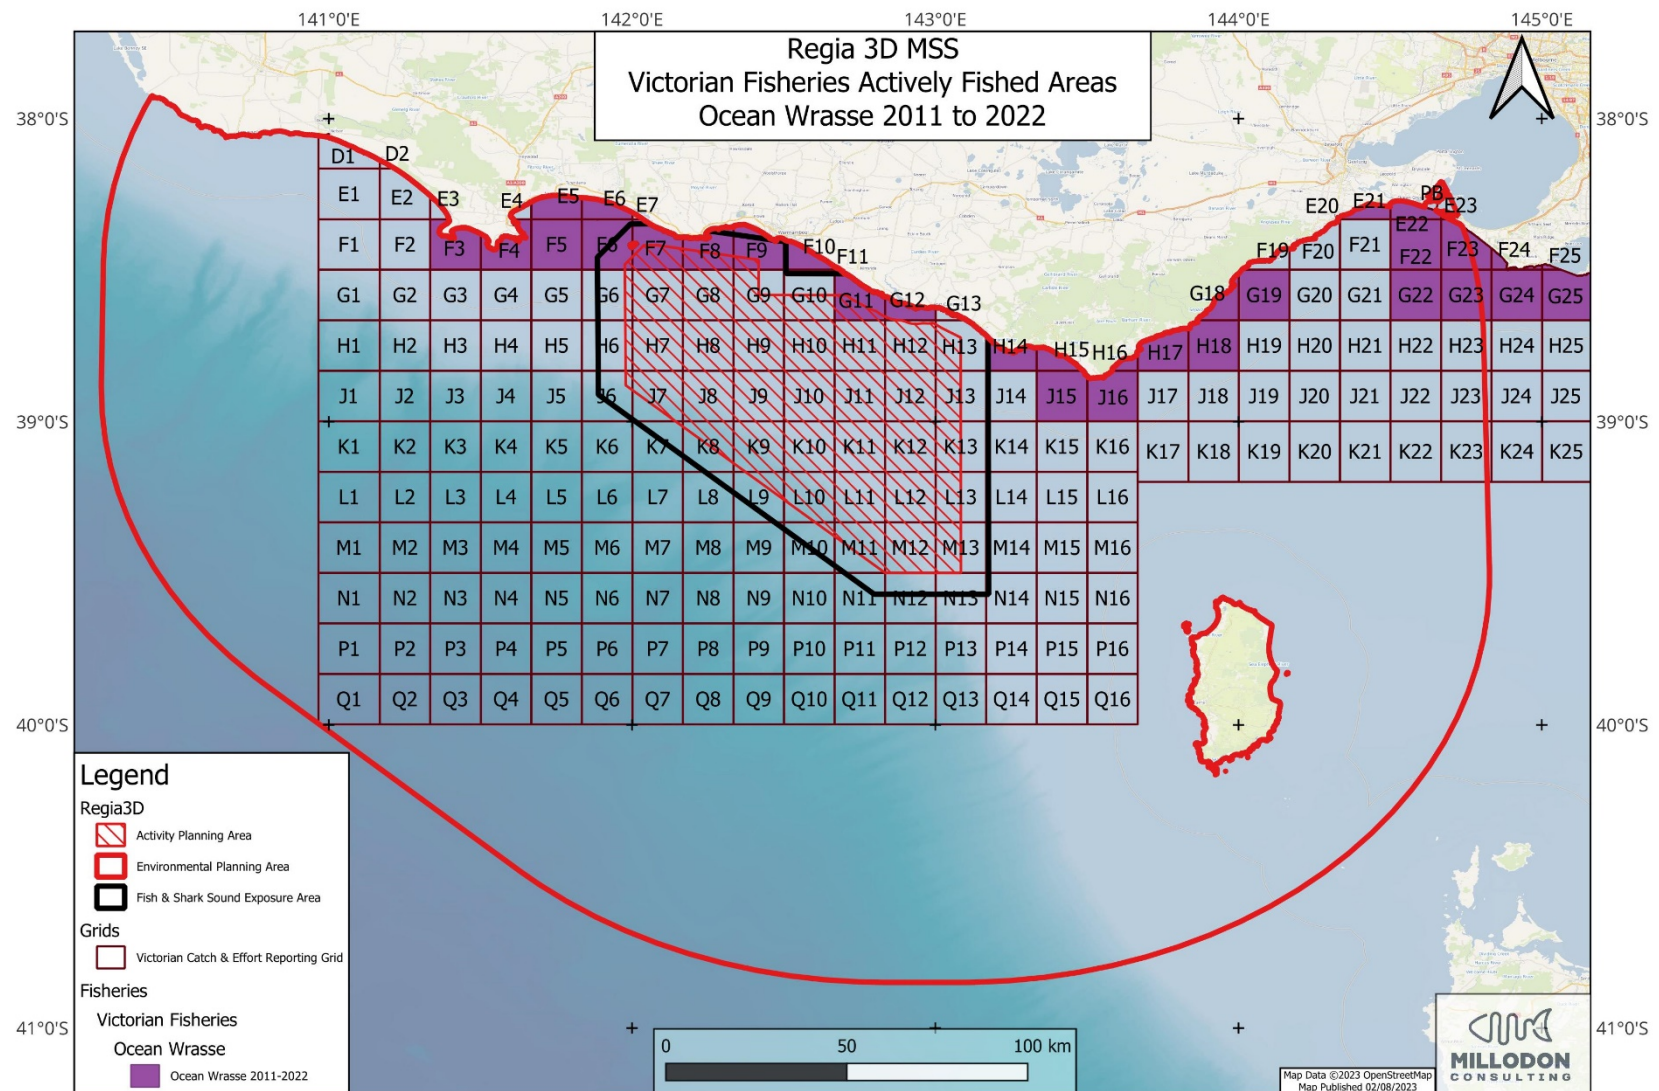 141°0'E 142°0'E 143°0'E 144°0'E 145°0'E
Regia 3D MSS
Victorian Fisheries Actively Fished Areas
Ocean Wrasse 2011 to 2022
38°0'S 38°0'S
D1 D2
PB
E1 E2 E3 E4 E5 E6 E7 E20 E21 E22 E23
F1 F2 F3 F4 F5 F6 F7 F8 F9 F10 F11 F19 F20 F21 F22 F23 F24 F25
G1 G2 G3 G4 G5 G6 G7 G8 G9 G10 G11 G12 G13 G18 G19 G20 G21 G22 G23 G24 G25
H1 H2 H3 H4 H5 H6 H7 H8 H9 H10 H11 H12 H13 H14 H15 H16 H17 H18 H19 H20 H21 H22 H23 H24 H25
J1 J2 J3 J4 J5 J6 J7 J8 J9 J10 J11 J12 J13 J14 J15 J16 J17 J18 J19 J20 J21 J22 J23 J24 J25
39°0'S 39°0'S
K1 K2 K3 K4 K5 K6 K7 K8 K9 K10 K11 K12 K13 K14 K15 K16 K17 K18 K19 K20 K21 K22 K23 K24 K25
L1 L2 L3 L4 L5 L6 L7 L8 L9 L10 L11 L12 L13 L14 L15 L16
M1 M2 M3 M4 M5 M6 M7 M8 M9 M10 M11 M12 M13 M14 M15 M16
N1 N2 N3 N4 N5 N6 N7 N8 N9 N10 N11 N12 N13 N14 N15 N16
P1 P2 P3 P4 P5 P6 P7 P8 P9 P10 P11 P12 P13 P14 P15 P16
Q1 Q2 Q3 Q4 Q5 Q6 Q7 Q8 Q9 Q10 Q11 Q12 Q13 Q14 Q15 Q16
40°0'S 40°0'S
Legend
Regia3D
Activity Planning Area
Environmental Planning Area
Fish & Shark Sound Exposure Area
Grids
Victorian Catch & Effort Reporting Grid
Fisheries
Victorian Fisheries
Ocean Wrasse
Ocean Wrasse 2011-2022
41°0'S 41°0'S
0 50 100 km
Map Data ©2023 OpenStreetMap
Map Published 02/08/2023
MILLODON
CONSULTING